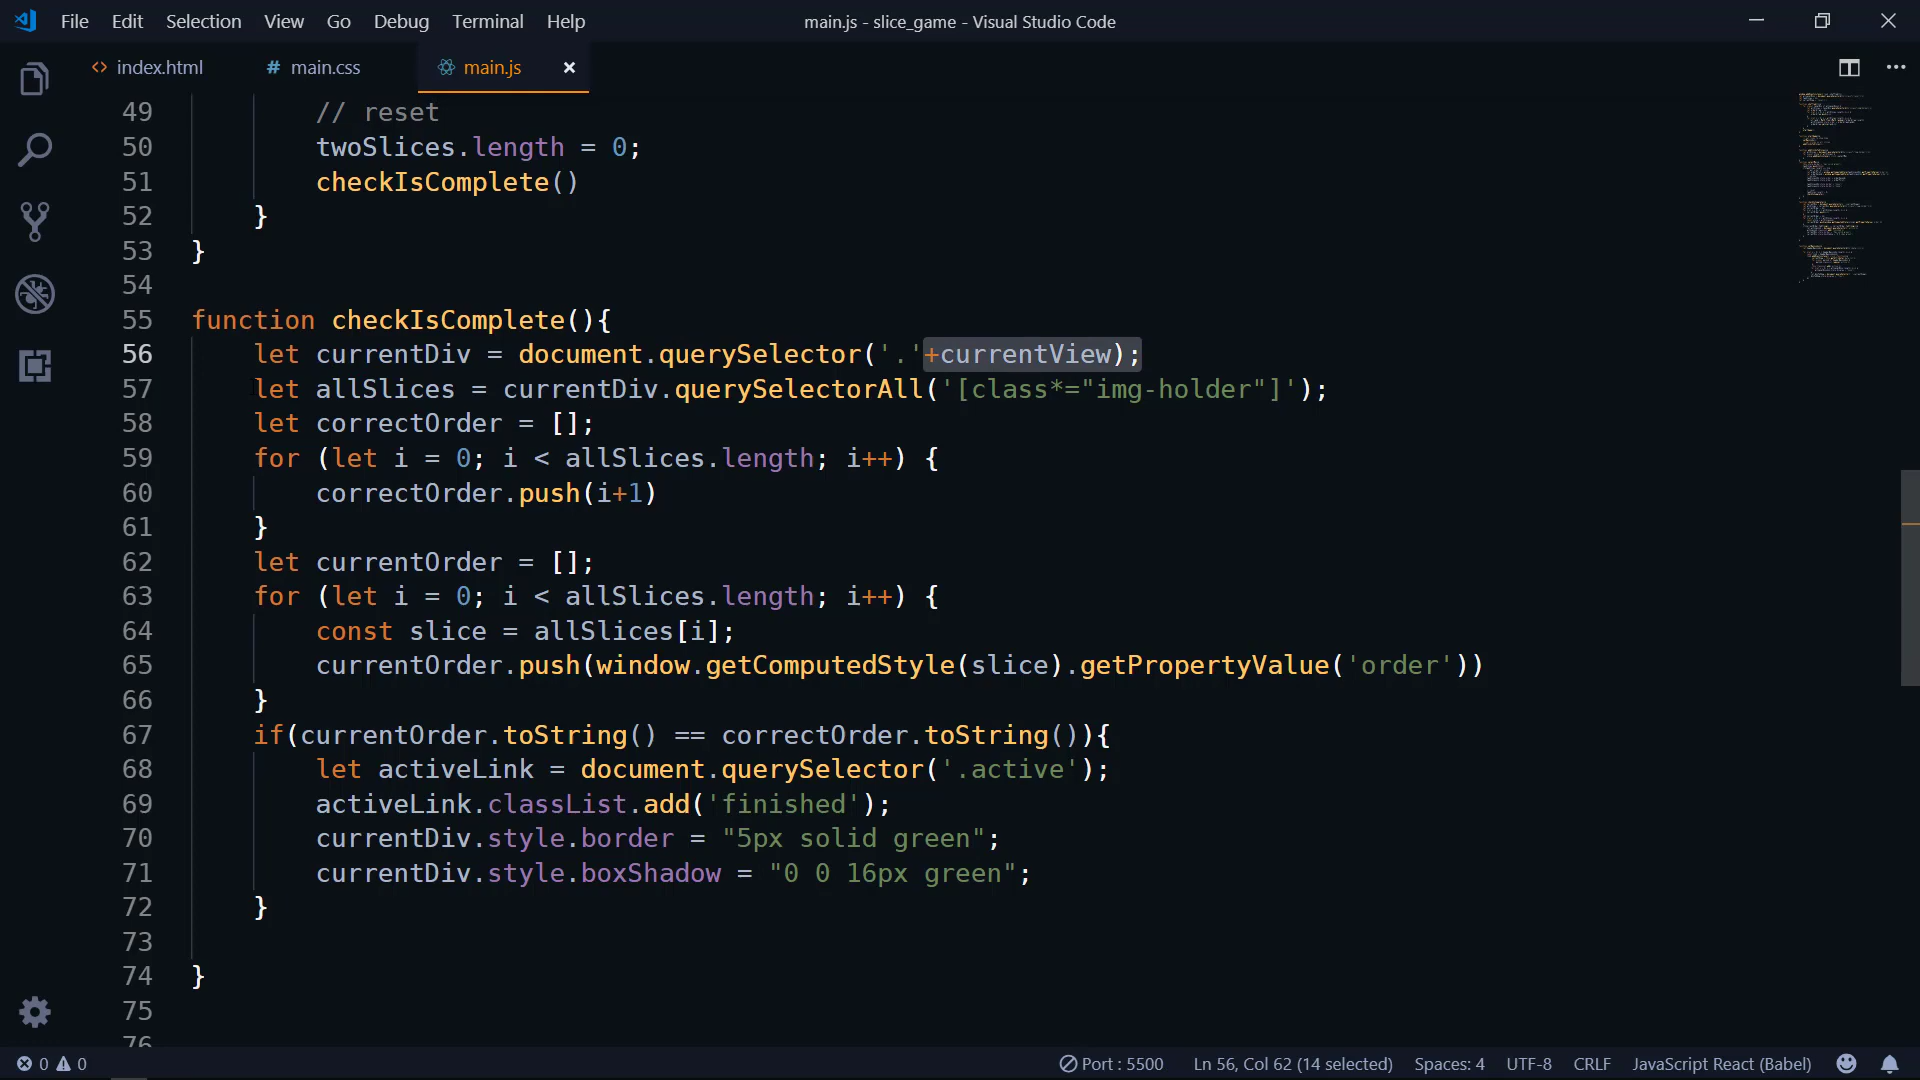 File Edit Selection View Go Debug Terminal Help main.js - slice_game - Visual Studio Code
<> index.html # main.css main.js ×
49 // reset
50 twoSlices.length = 0;
51 checkIsComplete()
52 }
53 }
54
55 function checkIsComplete(){
56 let currentDiv = document.querySelector('.'+currentView);
57 let allSlices = currentDiv.querySelectorAll('[class*="img-holder"]');
58 let correctOrder = [];
59 for (let i = 0; i < allSlices.length; i++) {
60 correctOrder.push(i+1)
61 }
62 let currentOrder = [];
63 for (let i = 0; i < allSlices.length; i++) {
64 const slice = allSlices[i];
65 currentOrder.push(window.getComputedStyle(slice).getPropertyValue('order'))
66 }
67 if(currentOrder.toString() == correctOrder.toString()){
68 let activeLink = document.querySelector('.active');
69 activeLink.classList.add('finished');
70 currentDiv.style.border = "5px solid green";
71 currentDiv.style.boxShadow = "0 0 16px green";
72 }
73
74 }
75
76
0 0 Port : 5500 Ln 56, Col 62 (14 selected) Spaces: 4 UTF-8 CRLF JavaScript React (Babel)